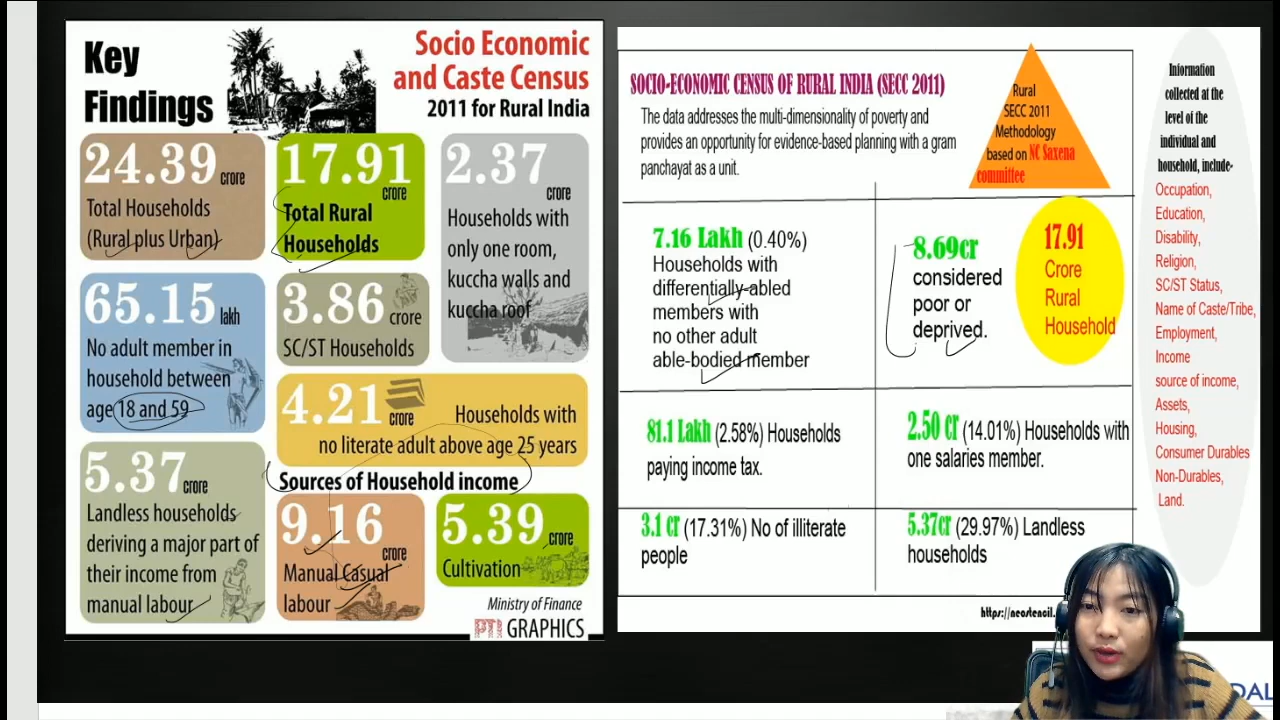 Key
Findings
Socio Economic
and Caste Census
2011 for Rural India
24.39 crore
Total Households
(Rural plus Urban)
17.91
crore
Total Rural
Households
2.37
crore
Households with
only one room,
kuccha walls and
kuccha roof
65.15 lakh
No adult member in
household between
age 18 and 59
3.86 crore
SC/ST Households
4.21 crore
Households with
no literate adult above age 25 years
5.37 crore
Landless households
deriving a major part of
their income from
manual labour
Sources of Household income
9.16
crore
Manual Casual
labour
5.39 crore
Cultivation
Ministry of Finance
PTI GRAPHICS
SOCIO-ECONOMIC CENSUS OF RURAL INDIA (SECC 2011)
The data addresses the multi-dimensionality of poverty and
provides an opportunity for evidence-based planning with a gram
panchayat as a unit.
Rural
SECC 2011
Methodology
based on NC Saxena
committee
7.16 Lakh (0.40%)
Households with
differentially-abled
members with
no other adult
able-bodied member
8.69cr
considered
poor or
deprived.
17.91
Crore
Rural
Household
81.1 Lakh (2.58%) Households
paying income tax.
2.50 cr (14.01%) Households with
one salaries member.
3.1 cr (17.31%) No of illiterate
people
5.37cr (29.97%) Landless
households
https://neostencil.
Information
collected at the
level of the
individual and
household, include-
Occupation,
Education,
Disability,
Religion,
SC/ST Status,
Name of Caste/Tribe,
Employment,
Income
source of income,
Assets,
Housing,
Consumer Durables
Non-Durables,
Land.